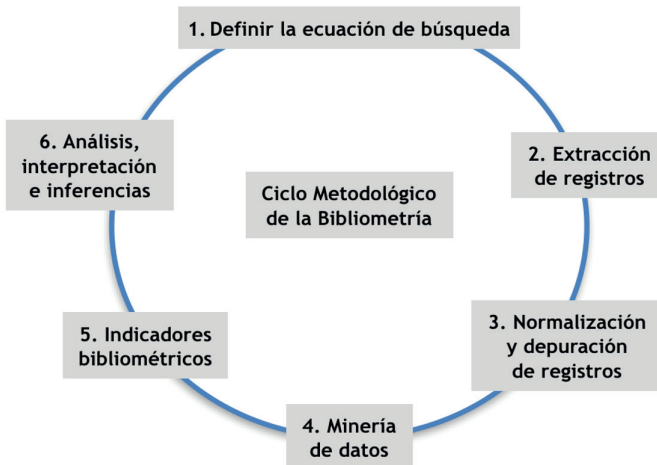 1. Definir la ecuación de búsqueda
2. Extracción
de registros
3. Normalización
y depuración
de registros
4. Minería
de datos
5. Indicadores
bibliométricos
6. Análisis,
interpretación
e inferencias
Ciclo Metodológico
de la Bibliometría